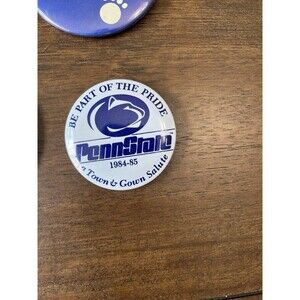 BE PART OF THE PRIDE
PennState
1984-85
Town & Gown Salute